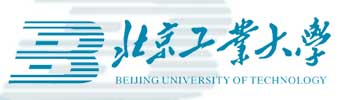 北京工業大學
BEIJING UNIVERSITY OF TECHNOLOGY